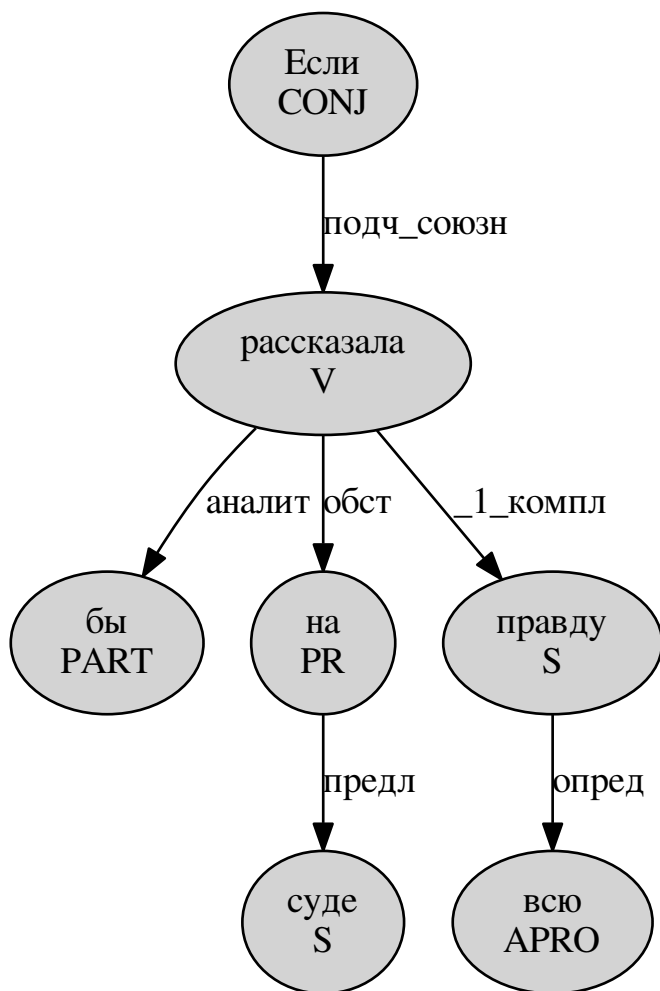 Если
CONJ
подч_союзн
рассказала
V
аналит
обст
_1_компл
бы
PART
на
PR
правду
S
предл
опред
суде
S
всю
APRO